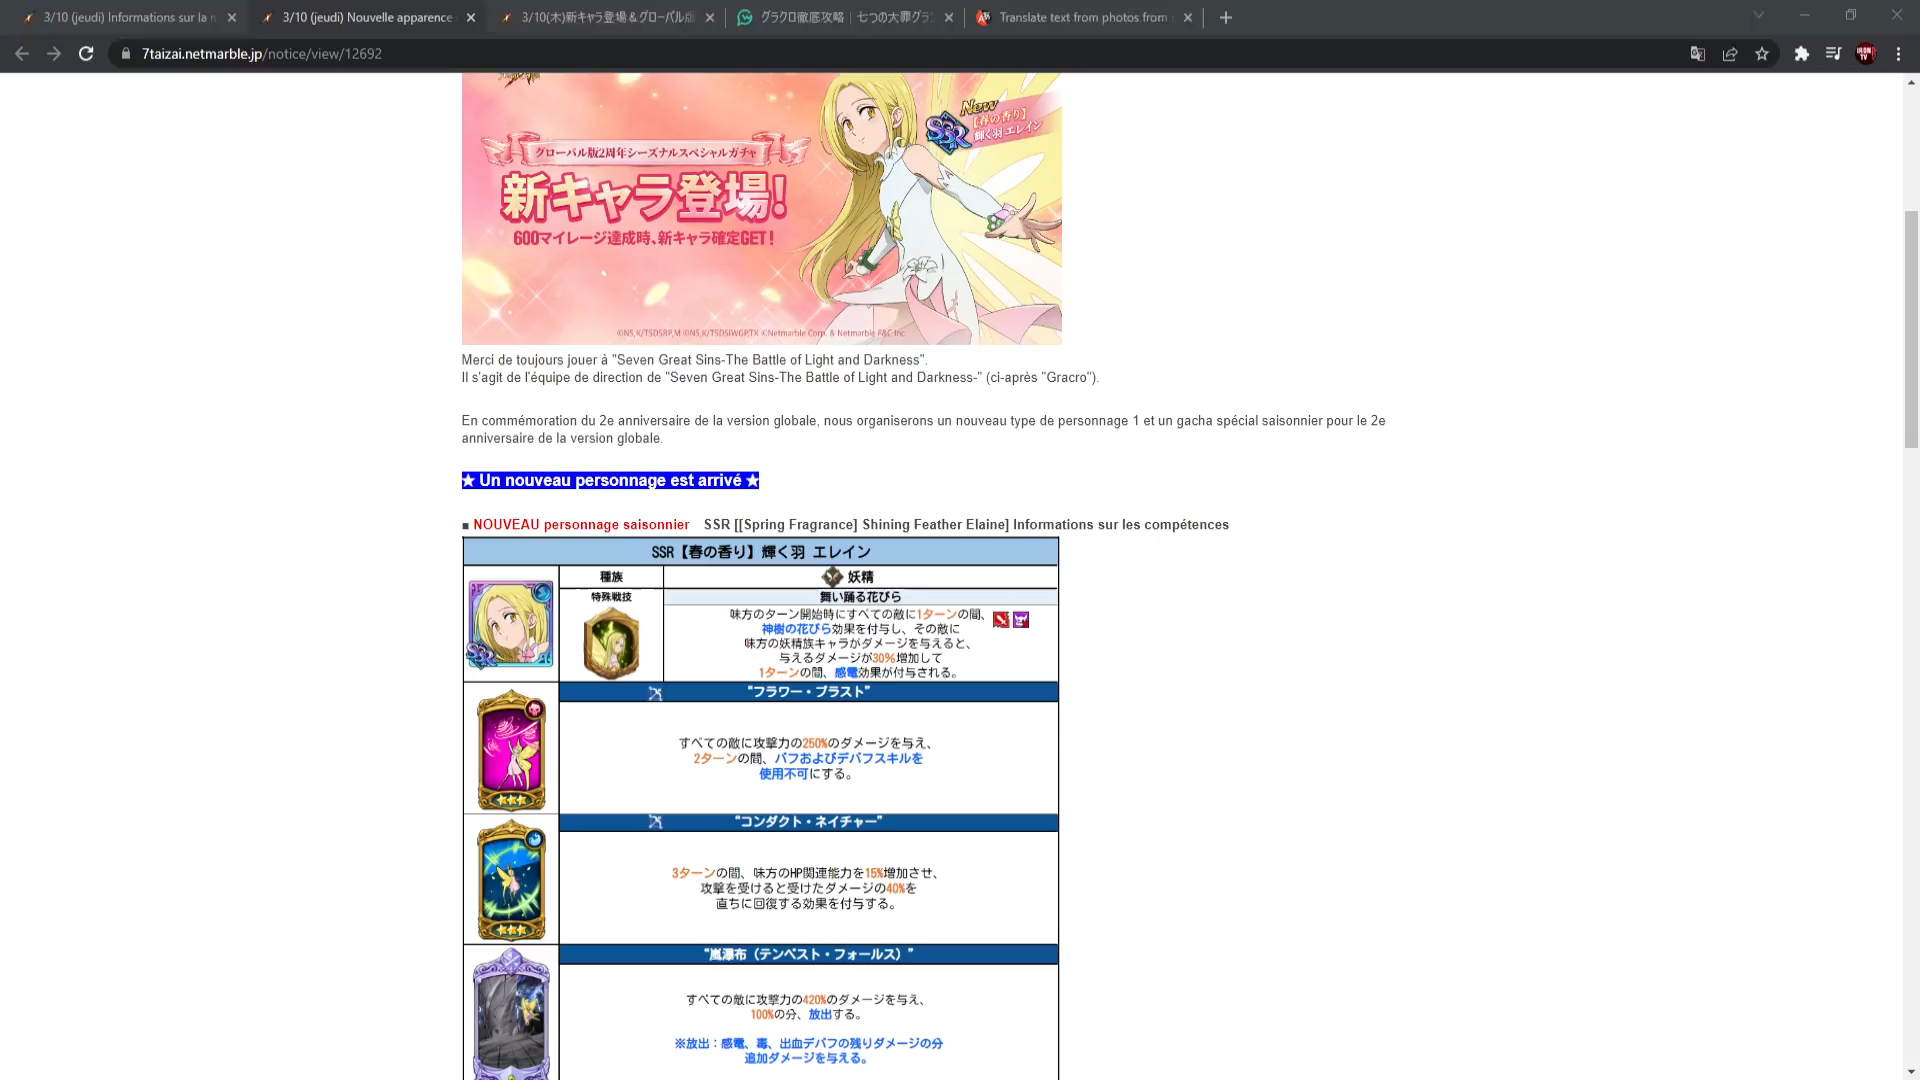 3/10 (jeudi) Informations sur la
3/10 (jeudi) Nouvelle apparence
3/10(木)新キャラ登場&グローバル版
グラクロ徹底攻略｜七つの大罪グラ
Translate text from photos from
7taizai.netmarble.jp/notice/view/12692
IRON TV
New
【春の香り】
SSR 輝く羽 エレイン
グローバル版2周年シーズナルスペシャルガチャ
新キャラ登場!
600マイレージ達成時、新キャラ確定GET!
©NS,K/TSDSRP,M ©NS,K/TSDSIWGP,TX ©Netmarble Corp. & Netmarble F&C Inc.
Merci de toujours jouer à "Seven Great Sins-The Battle of Light and Darkness".
Il s'agit de l'équipe de direction de "Seven Great Sins-The Battle of Light and Darkness-" (ci-après "Gracro").
En commémoration du 2e anniversaire de la version globale, nous organiserons un nouveau type de personnage 1 et un gacha spécial saisonnier pour le 2e
anniversaire de la version globale.
★ Un nouveau personnage est arrivé ★
■ NOUVEAU personnage saisonnier SSR [[Spring Fragrance] Shining Feather Elaine] Informations sur les compétences
SSR【春の香り】輝く羽 エレイン
種族
妖精
特殊戦技
舞い踊る花びら
SSR
味方のターン開始時にすべての敵に1ターンの間、
神樹の花びら効果を付与し、その敵に
味方の妖精族キャラがダメージを与えると、
与えるダメージが30%増加して
1ターンの間、感電効果が付与される。
“フラワー・ブラスト”
すべての敵に攻撃力の250%のダメージを与え、
2ターンの間、バフおよびデバフスキルを
使用不可にする。
“コンダクト・ネイチャー”
3ターンの間、味方のHP関連能力を15%増加させ、
攻撃を受けると受けたダメージの40%を
直ちに回復する効果を付与する。
“嵐瀑布（テンペスト・フォールス）”
すべての敵に攻撃力の420%のダメージを与え、
100%の分、放出する。
※放出：感電、毒、出血デバフの残りダメージの分
追加ダメージを与える。